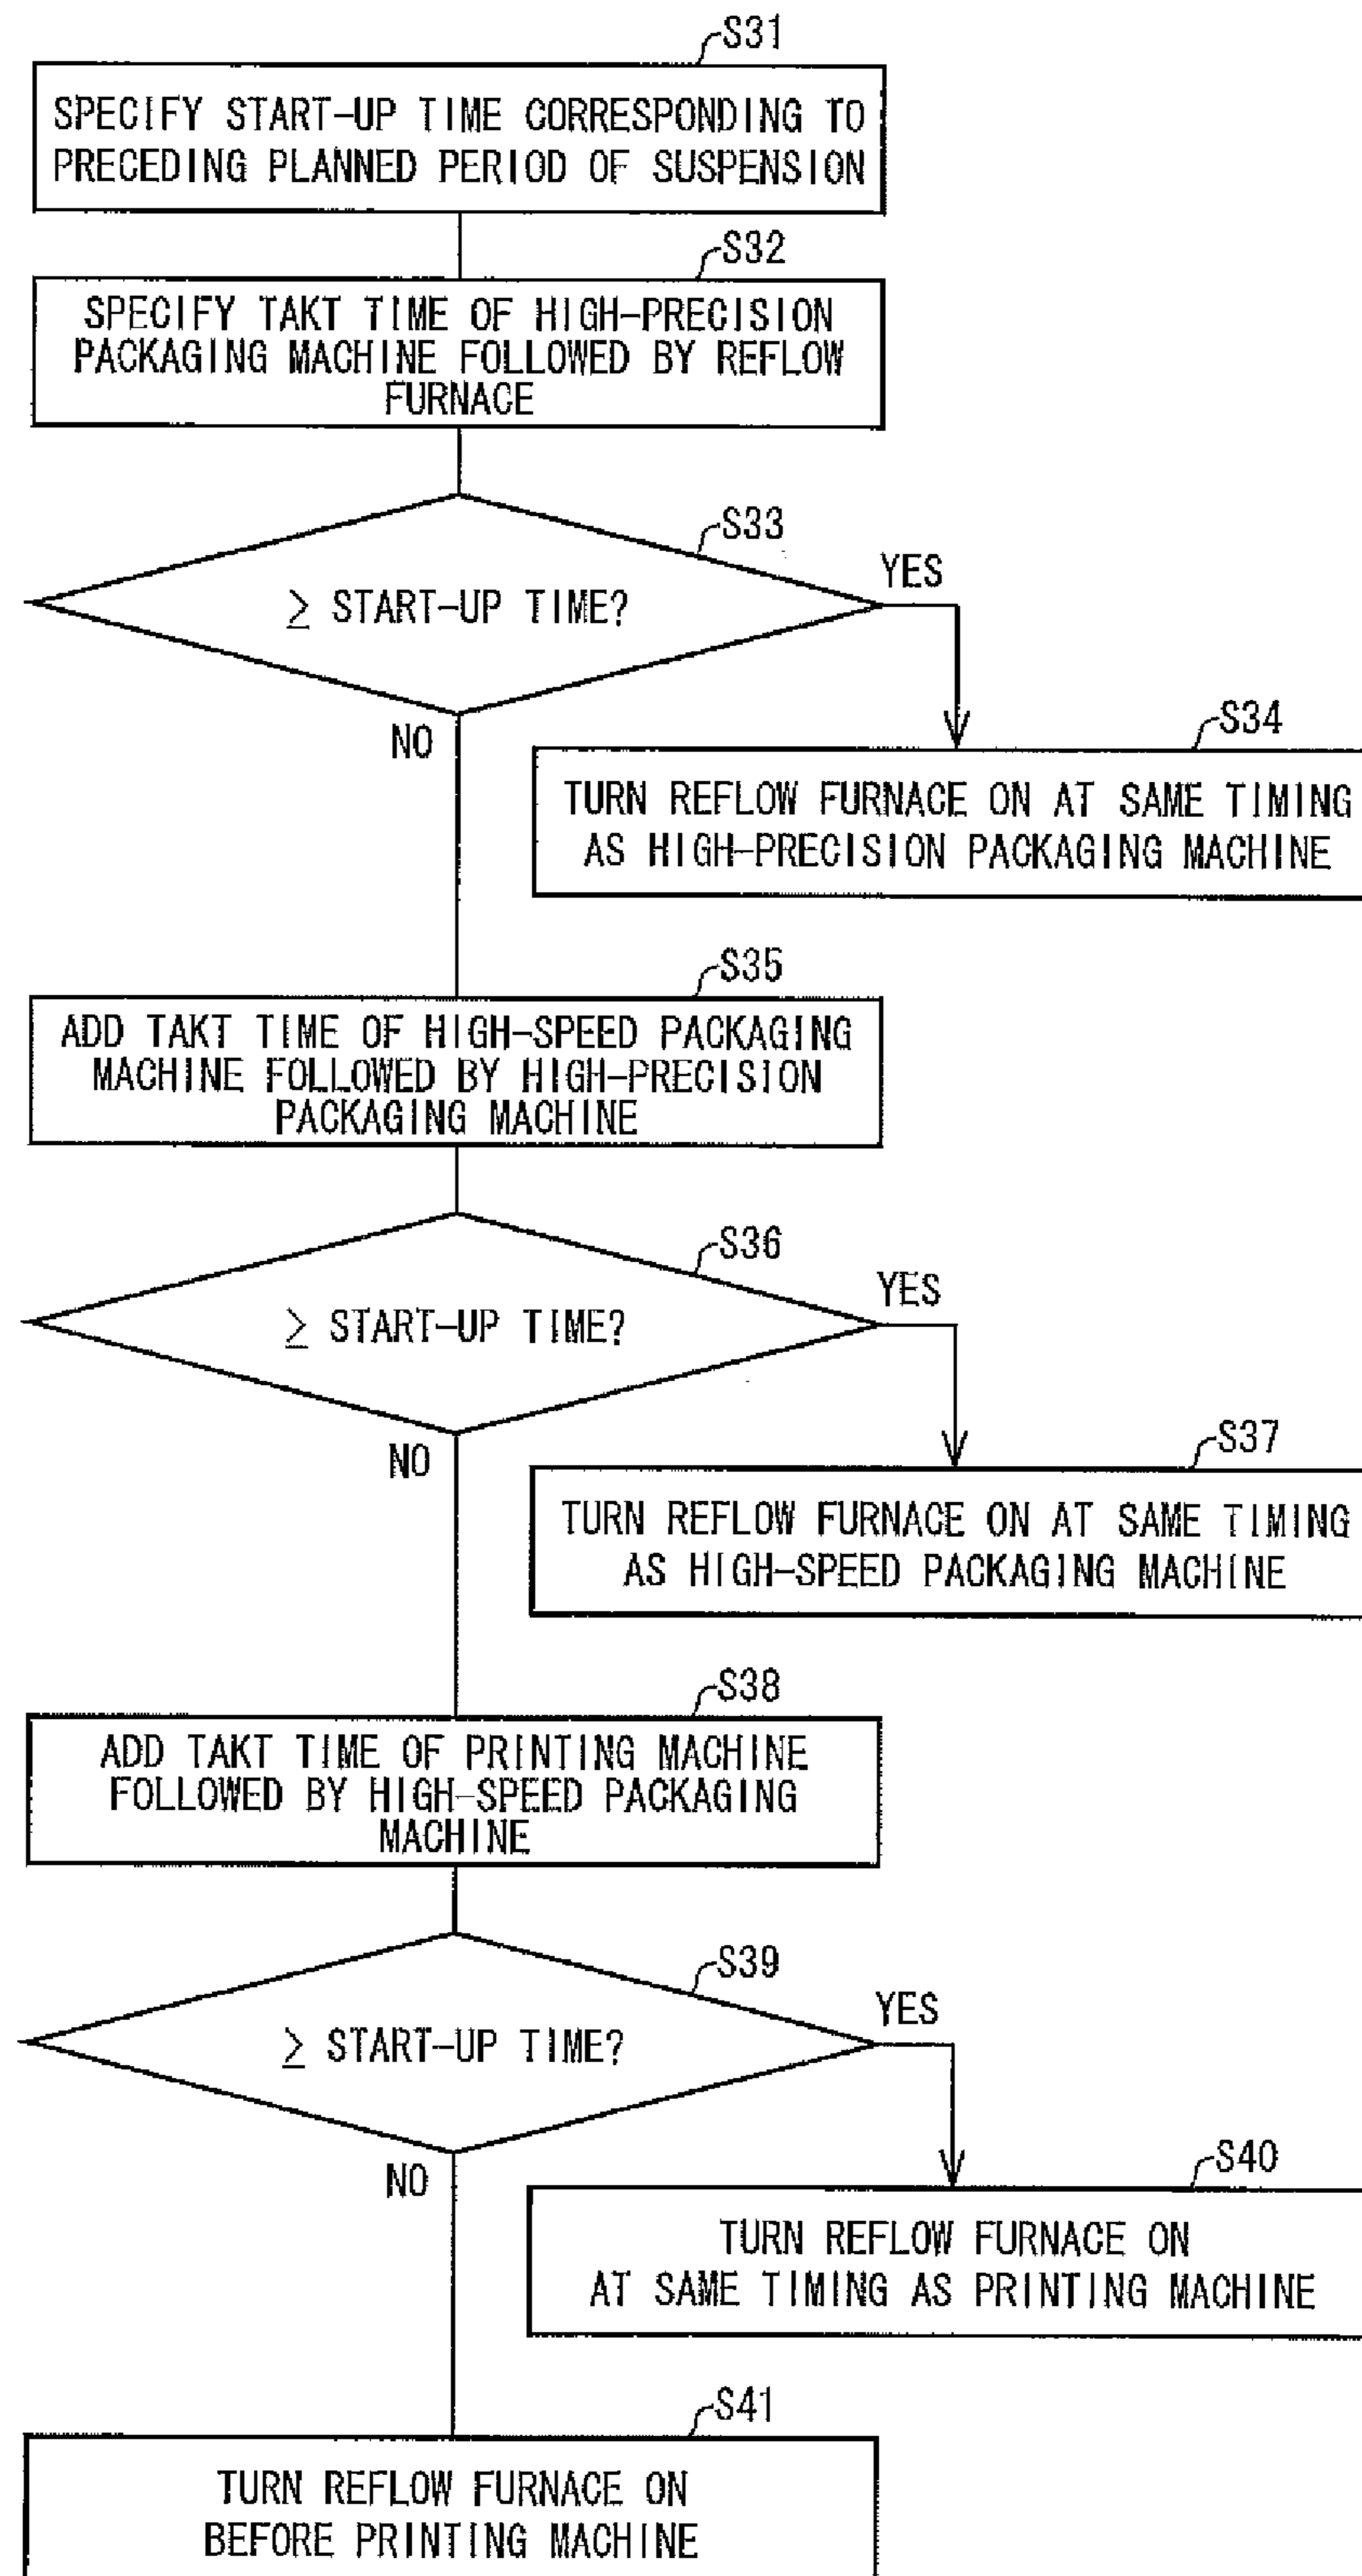 S31
SPECIFY START-UP TIME CORRESPONDING TO
PRECEDING PLANNED PERIOD OF SUSPENSION
S32
SPECIFY TAKT TIME OF HIGH-PRECISION
PACKAGING MACHINE FOLLOWED BY REFLOW
FURNACE
S33
≥ START-UP TIME?
YES
NO
S34
TURN REFLOW FURNACE ON AT SAME TIMING
AS HIGH-PRECISION PACKAGING MACHINE
S35
ADD TAKT TIME OF HIGH-SPEED PACKAGING
MACHINE FOLLOWED BY HIGH-PRECISION
PACKAGING MACHINE
S36
≥ START-UP TIME?
YES
NO
S37
TURN REFLOW FURNACE ON AT SAME TIMING
AS HIGH-SPEED PACKAGING MACHINE
S38
ADD TAKT TIME OF PRINTING MACHINE
FOLLOWED BY HIGH-SPEED PACKAGING
MACHINE
S39
≥ START-UP TIME?
YES
NO
S40
TURN REFLOW FURNACE ON
AT SAME TIMING AS PRINTING MACHINE
S41
TURN REFLOW FURNACE ON
BEFORE PRINTING MACHINE